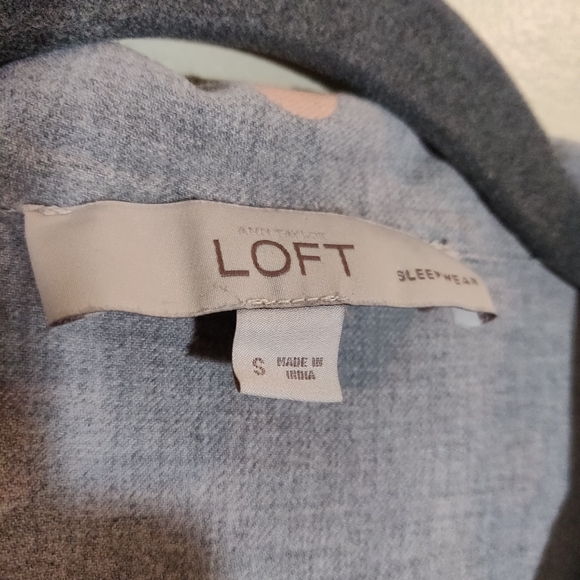 ANN TAYLOR
LOFT
SLEEPWEAR
S
MADE IN
INDIA